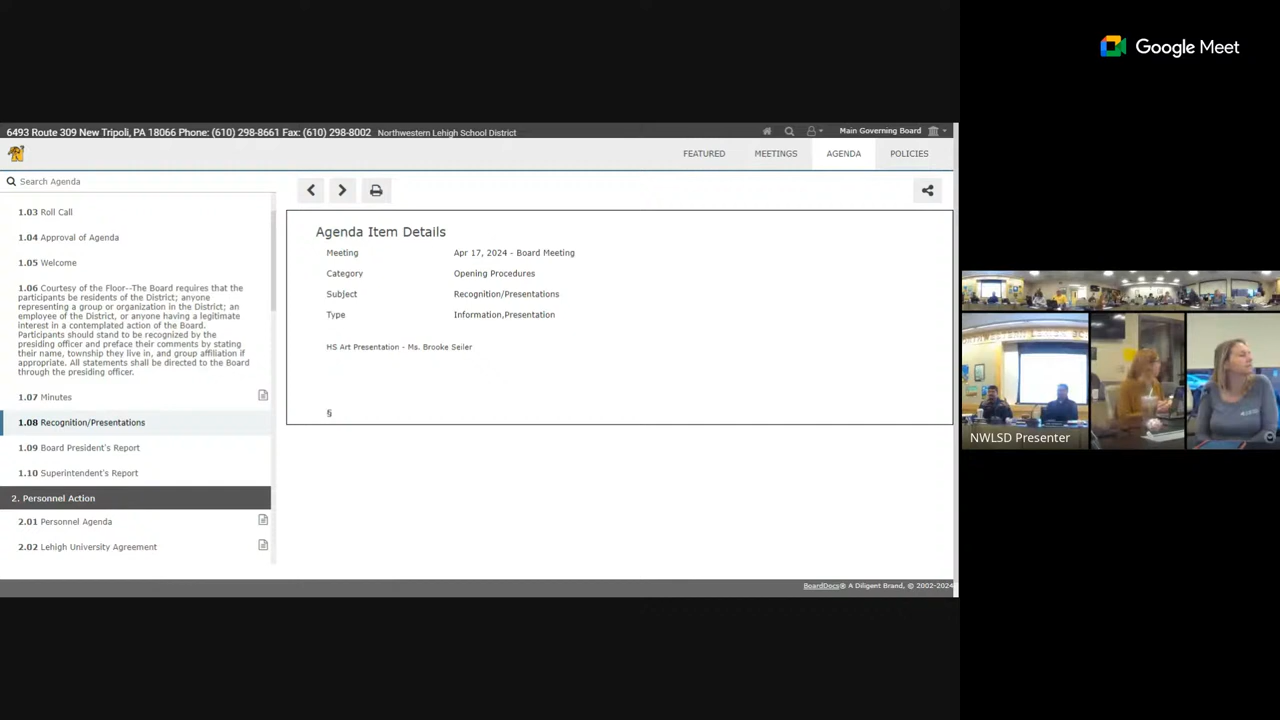 Google Meet
6493 Route 309 New Tripoli, PA 18066 Phone: (610) 298-8661 Fax: (610) 298-8002 Northwestern Lehigh School District
Main Governing Board
FEATURED MEETINGS AGENDA POLICIES
Search Agenda
1.03 Roll Call
1.04 Approval of Agenda
1.05 Welcome
1.06 Courtesy of the Floor--The Board requires that the
participants be residents of the District; anyone
representing a group or organization in the District; an
employee of the District, or anyone having a legitimate
interest in a contemplated action of the Board.
Participants should stand to be recognized by the
presiding officer and preface their comments by stating
their name, township they live in, and group affiliation if
appropriate. All statements shall be directed to the Board
through the presiding officer.
1.07 Minutes
1.08 Recognition/Presentations
1.09 Board President's Report
1.10 Superintendent's Report
2. Personnel Action
2.01 Personnel Agenda
2.02 Lehigh University Agreement
Agenda Item Details
Meeting Apr 17, 2024 - Board Meeting
Category Opening Procedures
Subject Recognition/Presentations
Type Information,Presentation
HS Art Presentation - Ms. Brooke Seiler
§
BoardDocs® A Diligent Brand, © 2002-2024
NWLSD Presenter